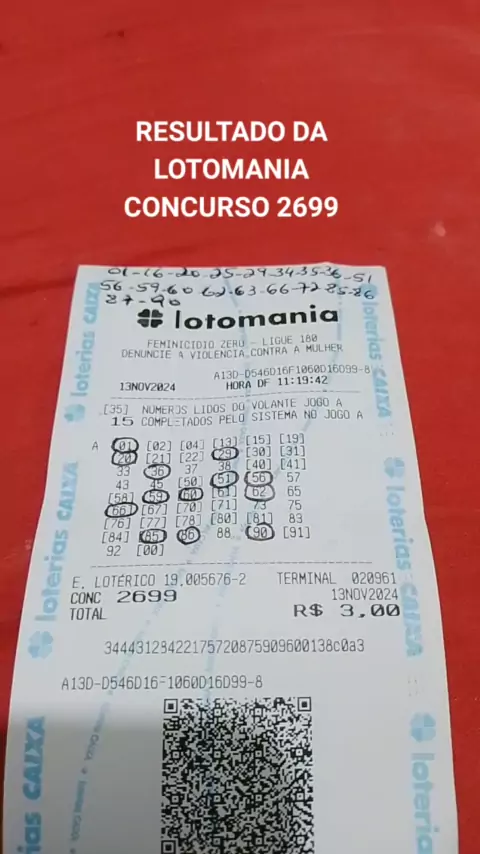 RESULTADO DA
LOTOMANIA
CONCURSO 2699
01-16-20-25-29-34-35-36-51
56-59-60-62-63-66-72-85-86
87-90
lotomania
FEMINICIDIO ZERO - LIGUE 180
DENUNCIE A VIOLENCIA CONTRA A MULHER
A13D-D546D16F1060D16D99-8
13NOV2024 HORA DF 11:19:42
[35] NUMEROS LIDOS DO VOLANTE JOGO A
15 COMPLETADOS PELO SISTEMA NO JOGO A
A [01] [02] [04] [13] [15] [19]
[20] [21] [22] [29] [30] [31]
33 [36] 37 38 [40] [41]
43 45 [50] [51] [56] 57
[58] [59] [60] [61] [62] 65
[66] [67] [70] [71] 73 75
[76] [77] [78] [80] [81] 83
[84] [85] [86] 88 [90] [91]
92 [00]
E. LOTÉRICO 19.005676-2 TERMINAL 020961
CONC 2699 13NOV2024
TOTAL R$ 3,00
34443128422175720875909600138c0a3
A13D-D546D16F1060D16D99-8
loterias CAIXA
loterias CAIXA
loterias CAIXA